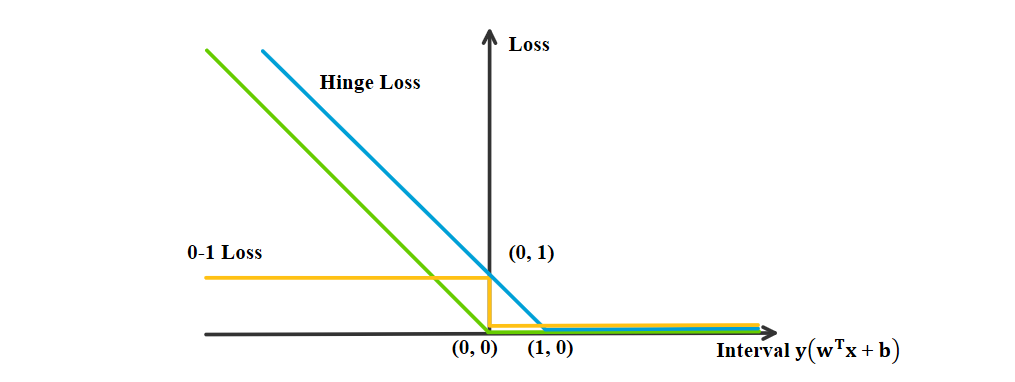 Loss
Hinge Loss
0-1 Loss
(0, 1)
(0, 0)
(1, 0)
Interval y(wᵀx + b)